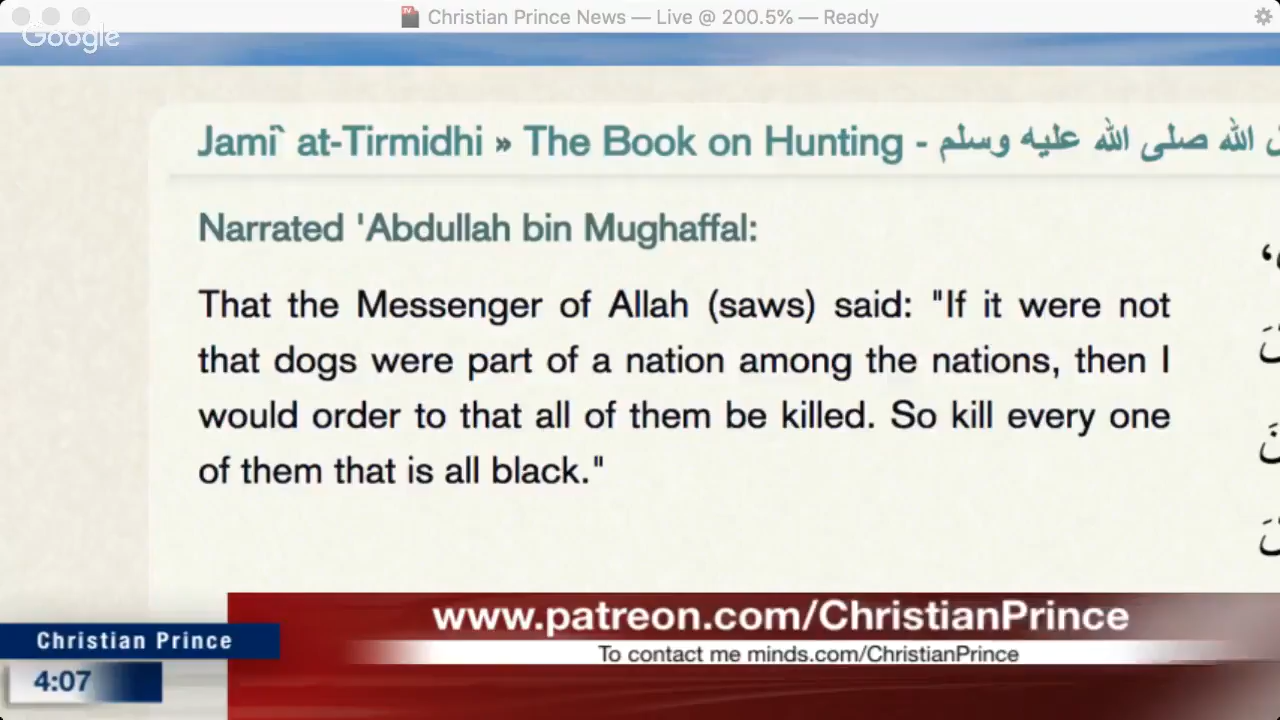 Christian Prince News — Live @ 200.5% — Ready
Google
Jami` at-Tirmidhi » The Book on Hunting - الله صلى الله عليه وسلم
Narrated 'Abdullah bin Mughaffal:
That the Messenger of Allah (saws) said: "If it were not
that dogs were part of a nation among the nations, then I
would order to that all of them be killed. So kill every one
of them that is all black."
www.patreon.com/ChristianPrince
Christian Prince
To contact me minds.com/ChristianPrince
4:07